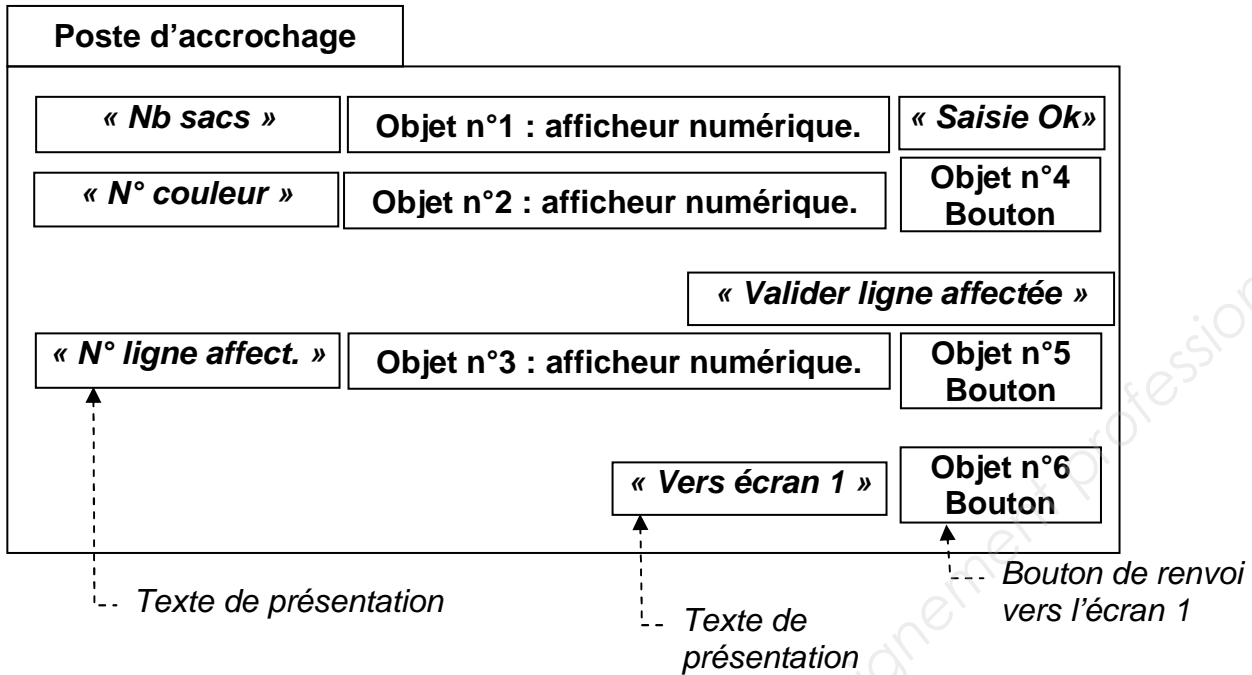 Poste d'accrochage
« Nb sacs »
Objet n°1 : afficheur numérique.
« Saisie Ok»
« N° couleur »
Objet n°2 : afficheur numérique.
Objet n°4
Bouton
« Valider ligne affectée »
« N° ligne affect. »
Objet n°3 : afficheur numérique.
Objet n°5
Bouton
« Vers écran 1 »
Objet n°6
Bouton
Texte de présentation
Texte de
présentation
Bouton de renvoi
vers l'écran 1